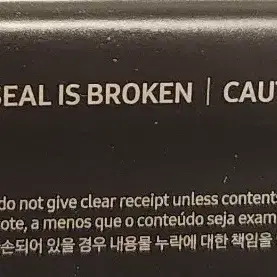 SEAL IS BROKEN | CAU
do not give clear receipt unless content
ote, a menos que o conteúdo seja exam
손되어 있을 경우 내용물 누락에 대한 책임을